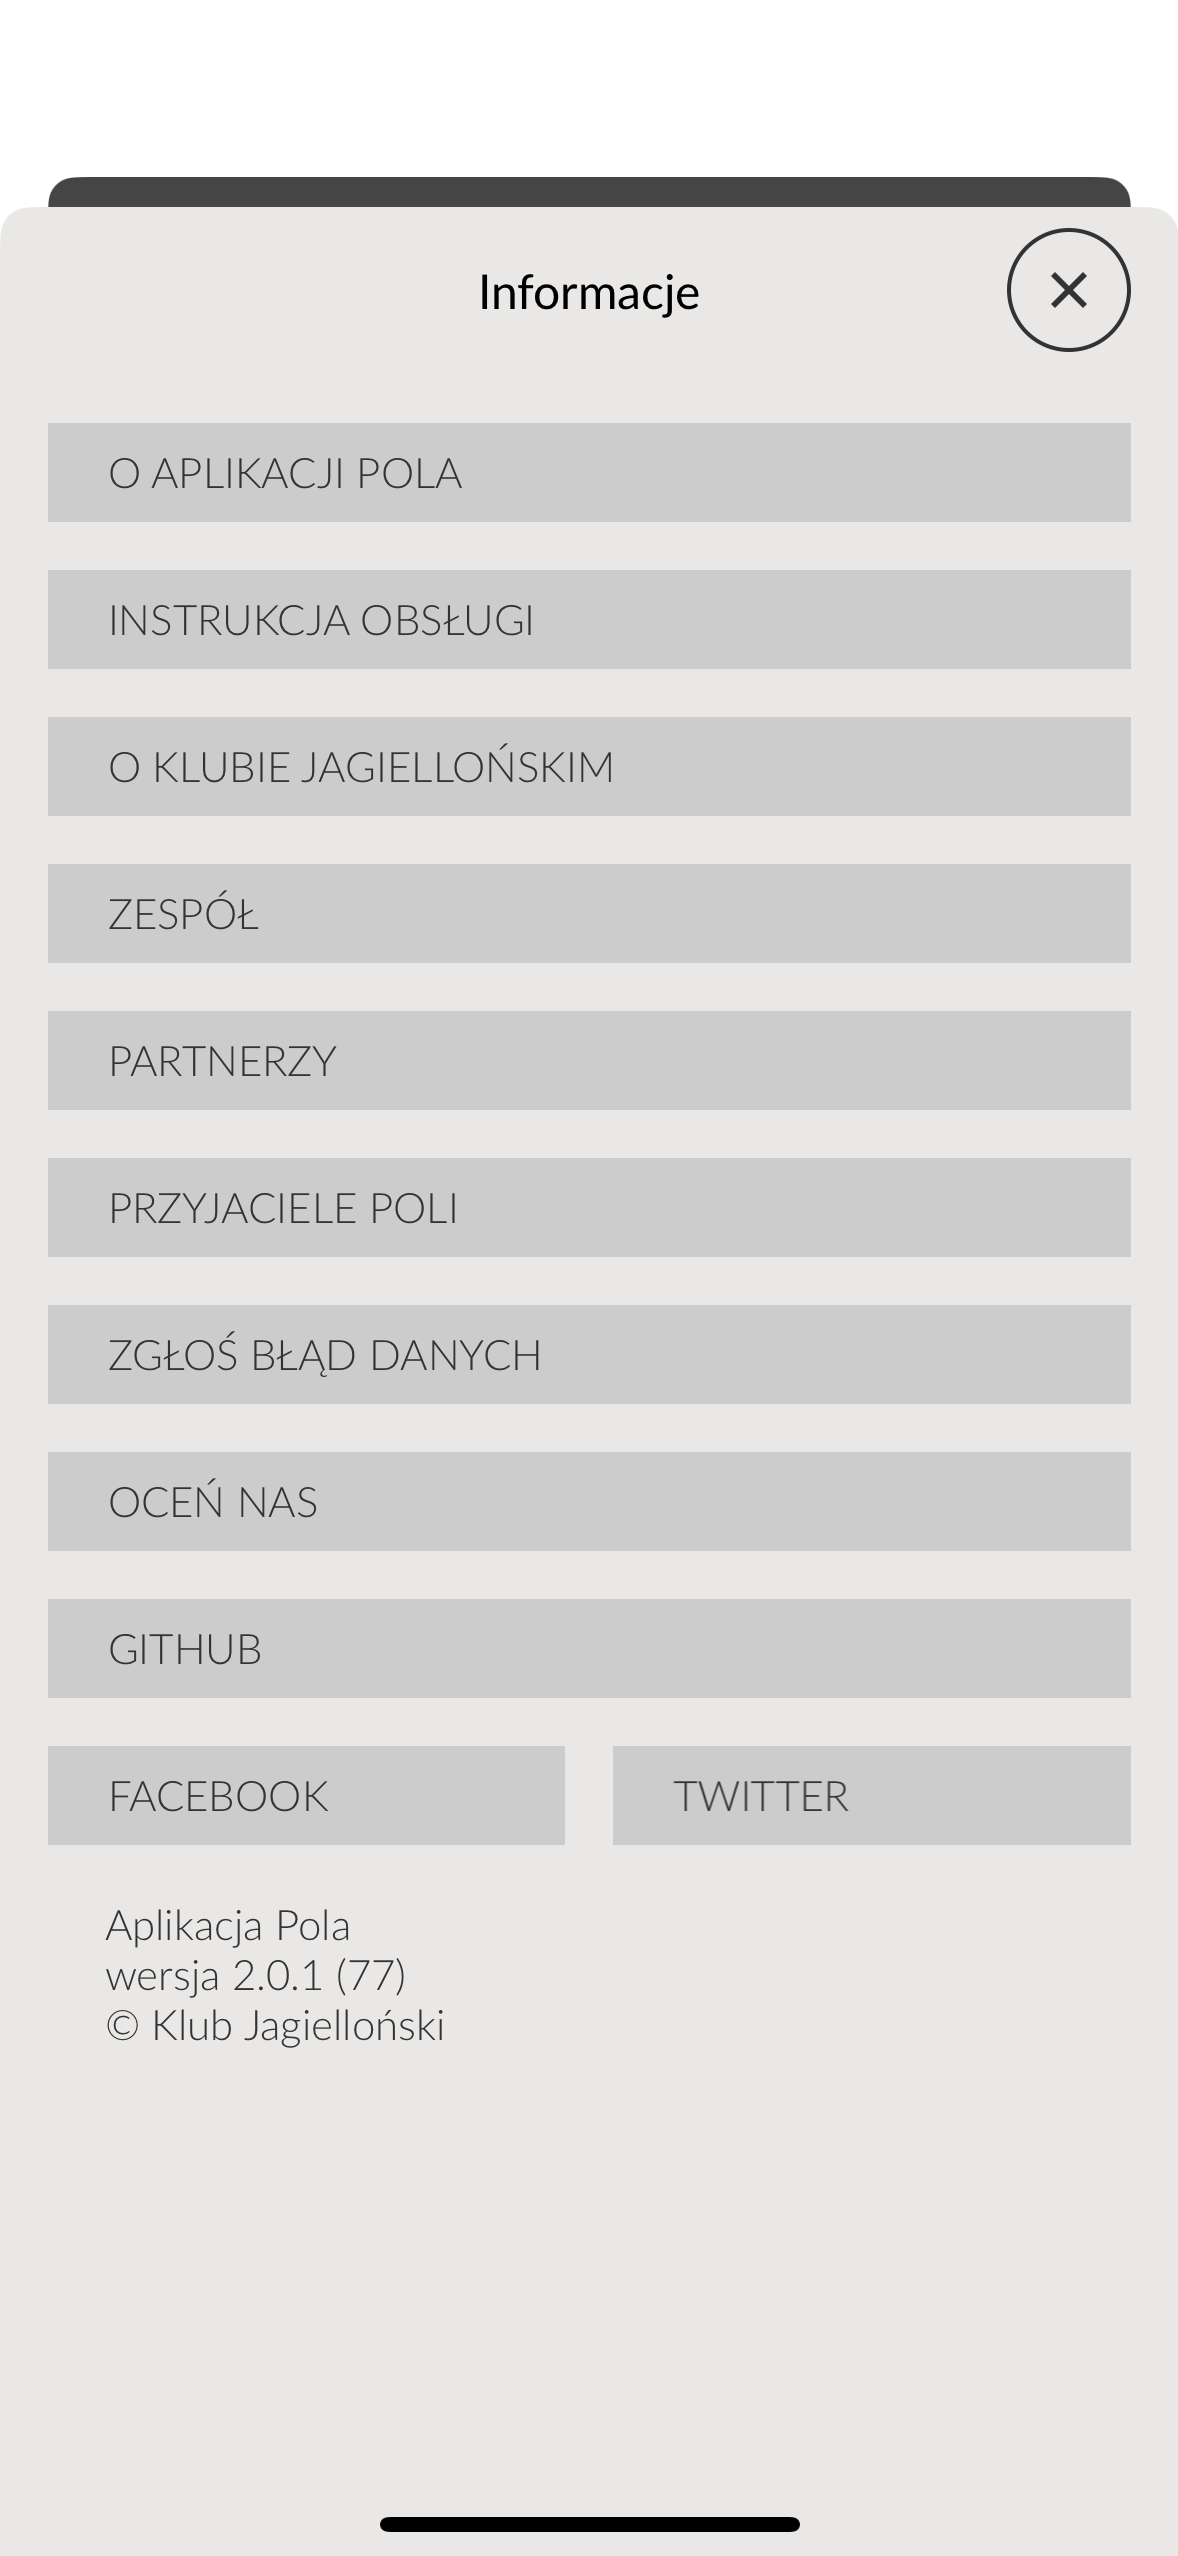 Informacje
O APLIKACJI POLA
INSTRUKCJA OBSŁUGI
O KLUBIE JAGIELLOŃSKIM
ZESPÓŁ
PARTNERZY
PRZYJACIELE POLI
ZGŁOŚ BŁĄD DANYCH
OCEŃ NAS
GITHUB
FACEBOOK
TWITTER
Aplikacja Pola
wersja 2.0.1 (77)
© Klub Jagielloński